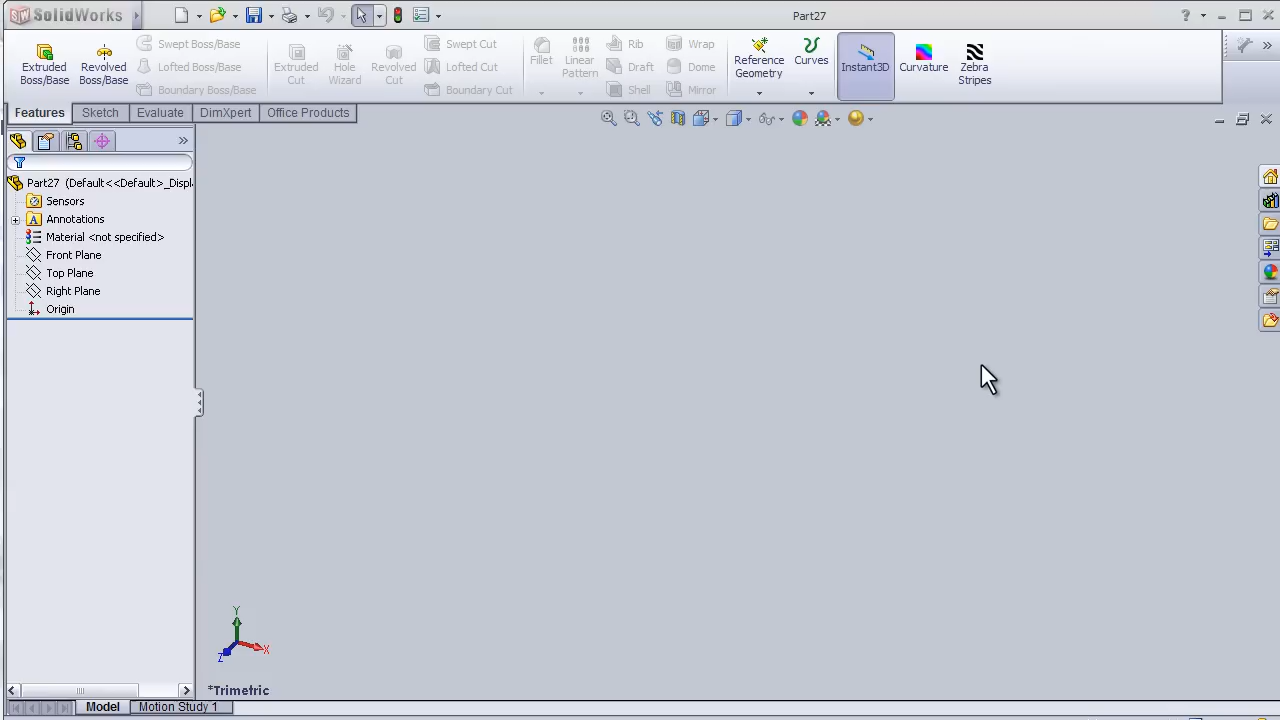 SolidWorks
Part27
?
Extruded Boss/Base
Revolved Boss/Base
Swept Boss/Base
Lofted Boss/Base
Boundary Boss/Base
Extruded Cut
Hole Wizard
Revolved Cut
Swept Cut
Lofted Cut
Boundary Cut
Fillet
Linear Pattern
Rib
Draft
Shell
Wrap
Dome
Mirror
Reference Geometry
Curves
Instant3D
Curvature
Zebra Stripes
Features
Sketch
Evaluate
DimXpert
Office Products
Part27 (Default<<Default>_Displ
Sensors
Annotations
Material <not specified>
Front Plane
Top Plane
Right Plane
Origin
Y
X
Z
*Trimetric
Model
Motion Study 1